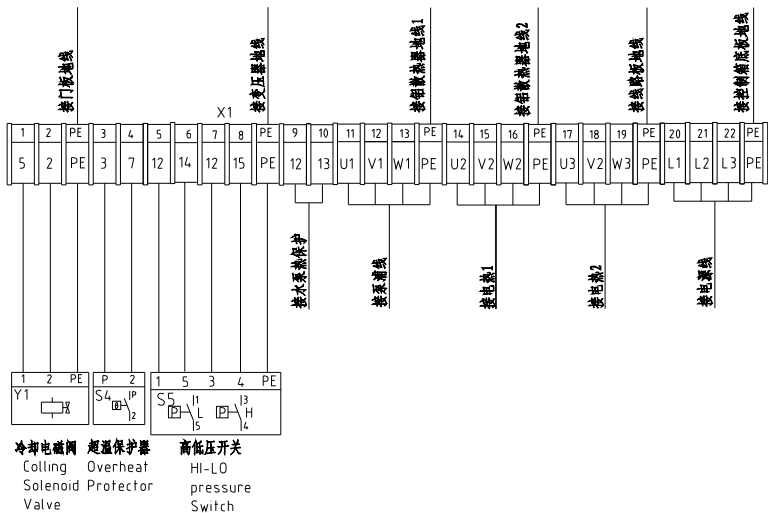 接门板地线
接变压器地线
接铝散热器地线1
接铝散热器地线2
接线路板地线
接控制箱底板地线
X1
1 2 PE 3 4 5 6 7 8 PE 9 10 11 12 13 PE 14 15 16 PE 17 18 19 PE 20 21 22 PE
5 2 PE 3 7 12 14 12 15 PE 12 13 U1 V1 W1 PE U2 V2 W2 PE U3 V2 W3 PE L1 L2 L3 PE
接水泵热保护
接泵浦线
接电热1
接电热2
接电源线
1 2 PE P 2 1 5 3 4 PE
Y1 S4 P 2 S5 P 1 L 5 P 3 H 4
冷却电磁阀 超温保护器 高低压开关
Colling Overheat HI-LO
Solenoid Protector pressure
Valve Switch